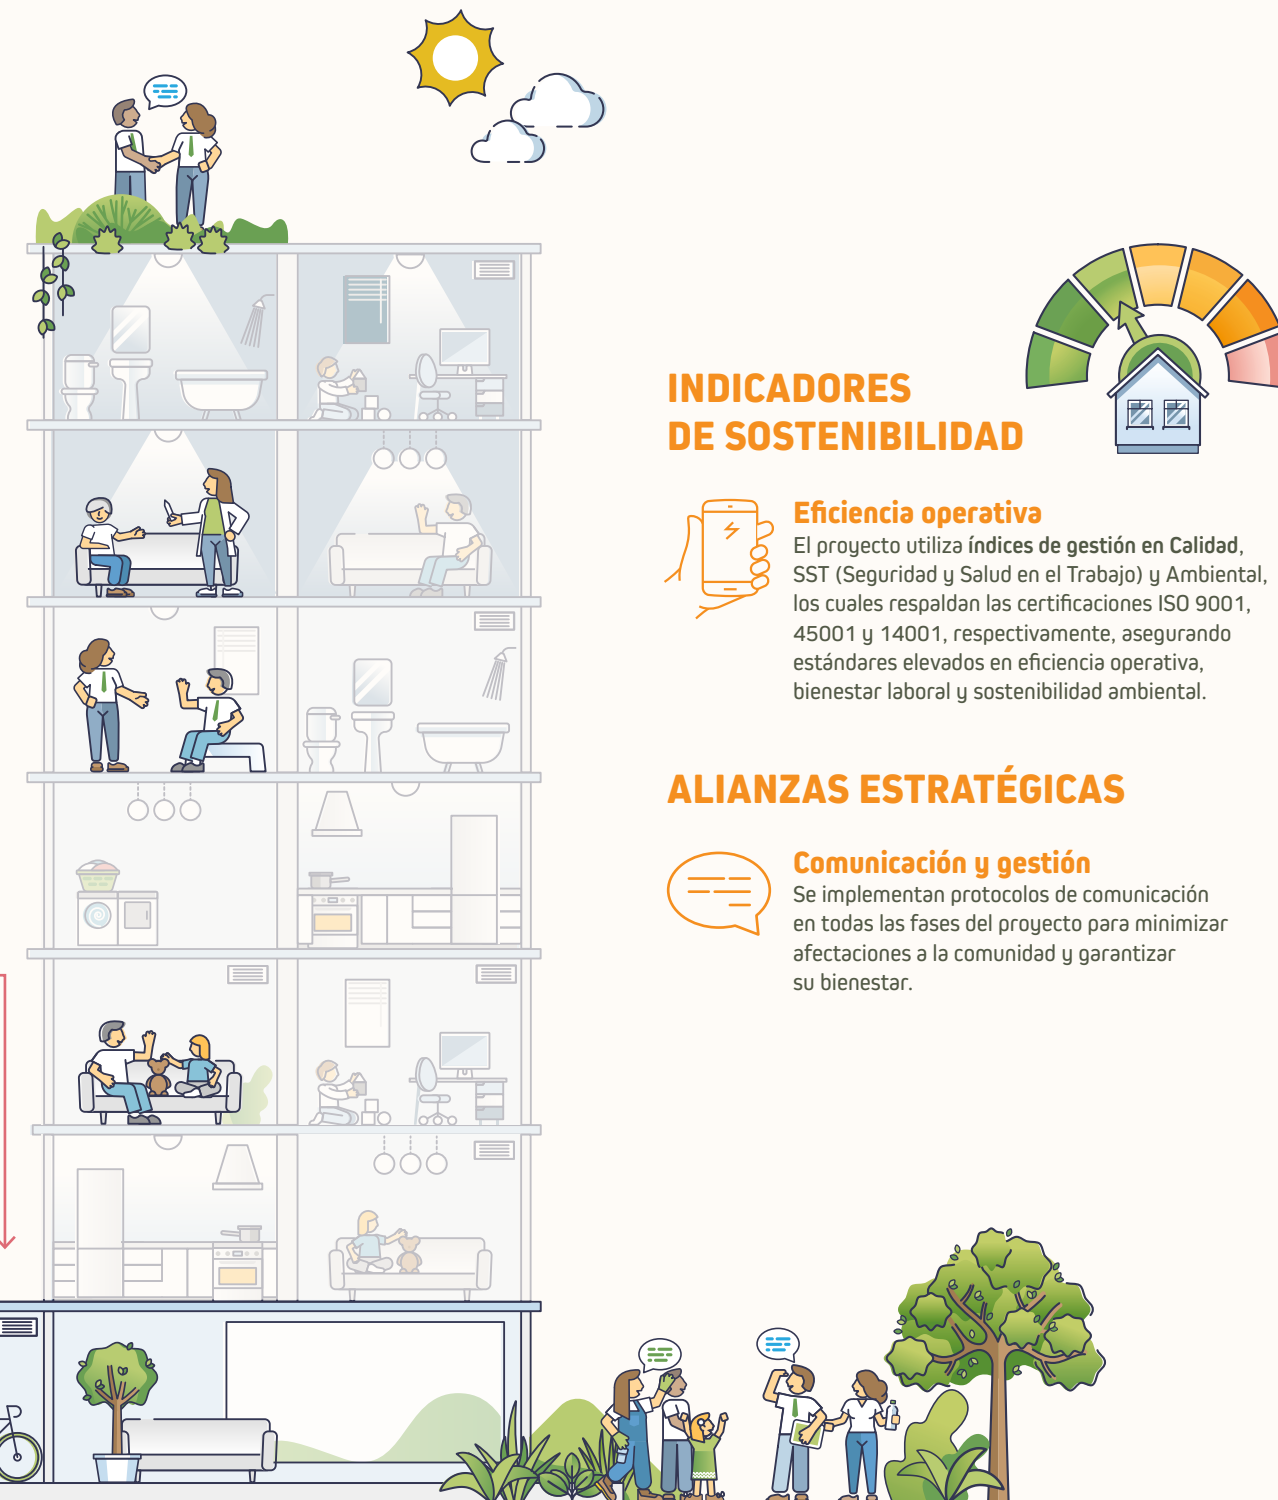 INDICADORES
DE SOSTENIBILIDAD
Eficiencia operativa
El proyecto utiliza índices de gestión en Calidad,
SST (Seguridad y Salud en el Trabajo) y Ambiental,
los cuales respaldan las certificaciones ISO 9001,
45001 y 14001, respectivamente, asegurando
estándares elevados en eficiencia operativa,
bienestar laboral y sostenibilidad ambiental.
ALIANZAS ESTRATÉGICAS
Comunicación y gestión
Se implementan protocolos de comunicación
en todas las fases del proyecto para minimizar
afectaciones a la comunidad y garantizar
su bienestar.